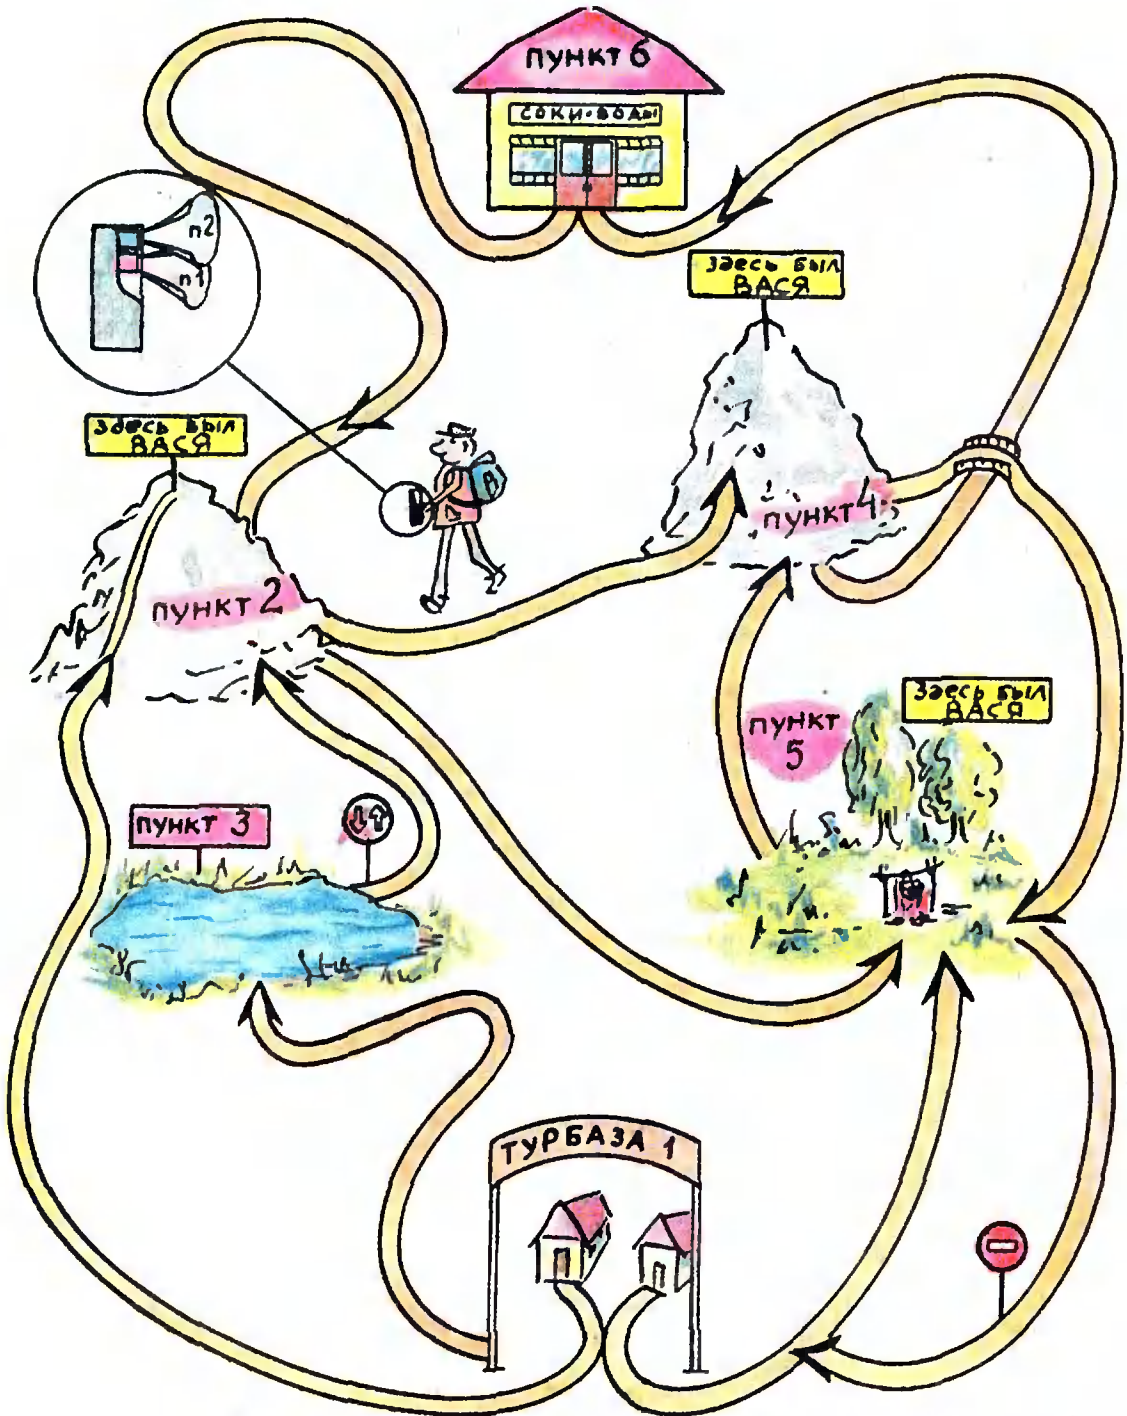 ПУНКТ 6
СОКИ-ВОДЫ
п2
п1
Здесь был
ВАСЯ
Здесь был
ВАСЯ
ПУНКТ 4
ПУНКТ 2
Здесь был
ВАСЯ
ПУНКТ
5
ПУНКТ 3
ТУРБАЗА 1